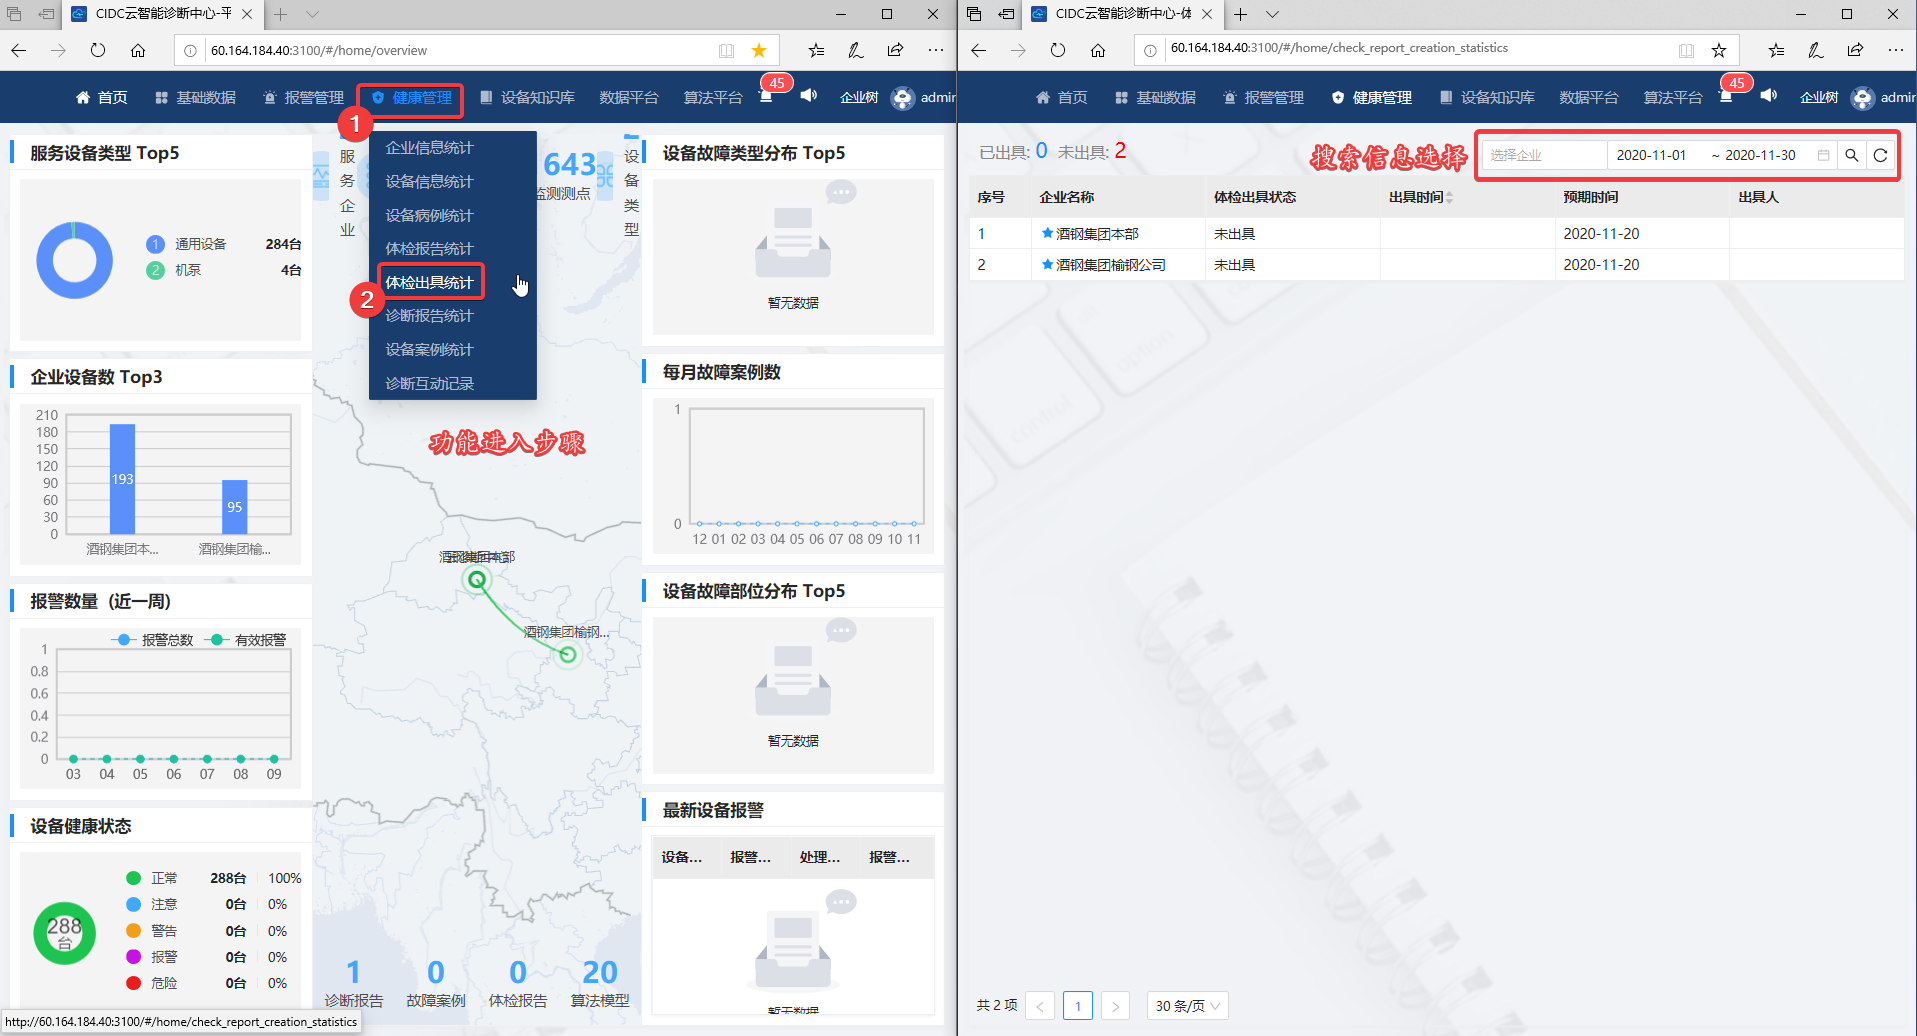 CIDC云智能诊断中心-平
60.164.184.40:3100/#/home/overview
首页
基础数据
报警管理
健康管理
设备知识库
数据平台
算法平台
45
企业树
admin
1
企业信息统计
设备信息统计
设备病例统计
体检报告统计
体检出具统计
2
诊断报告统计
设备案例统计
诊断互动记录
功能进入步骤
服务设备类型 Top5
1 通用设备 284台
2 机泵 4台
企业设备数 Top3
210
180
150
120
90
60
30
0
193
95
酒钢集团本...
酒钢集团榆...
报警数量（近一周）
报警总数 有效报警
1
0.8
0.6
0.4
0.2
0
03 04 05 06 07 08 09
设备健康状态
288
台
正常 288台 100%
注意 0台 0%
警告 0台 0%
报警 0台 0%
危险 0台 0%
http://60.164.184.40:3100/#/home/check_report_creation_statistics
服务企业
643
监测测点
设备类型
酒钢集团本部
酒钢集团榆钢...
1
诊断报告
0
故障案例
0
体检报告
20
算法模型
设备故障类型分布 Top5
暂无数据
每月故障案例数
1
0
12 01 02 03 04 05 06 07 08 09 10 11
设备故障部位分布 Top5
暂无数据
最新设备报警
设备... 报警... 处理... 报警...
暂无数据
CIDC云智能诊断中心-体
60.164.184.40:3100/#/home/check_report_creation_statistics
首页
基础数据
报警管理
健康管理
设备知识库
数据平台
算法平台
45
企业树
admin
已出具: 0 未出具: 2
搜索信息选择
选择企业
2020-11-01 ~ 2020-11-30
序号 企业名称 体检出具状态 出具时间 预期时间 出具人
1 酒钢集团本部 未出具 2020-11-20
2 酒钢集团榆钢公司 未出具 2020-11-20
option
control
共 2 项 < 1 > 30 条/页